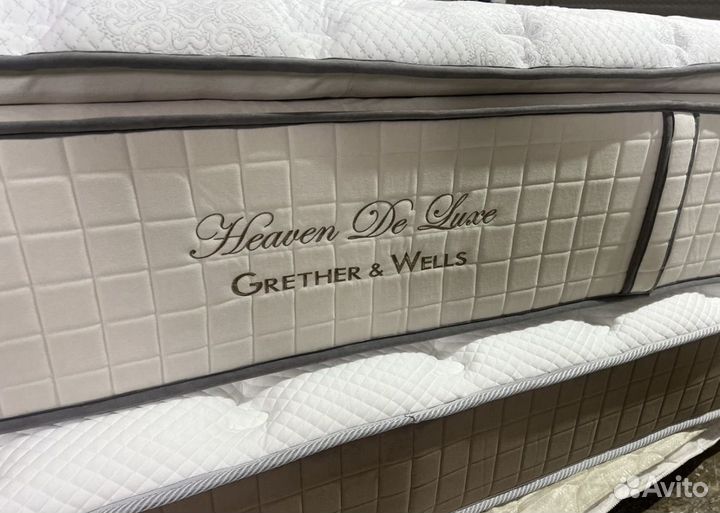 Heaven De Luxe
GRETHER & WELLS
Avito